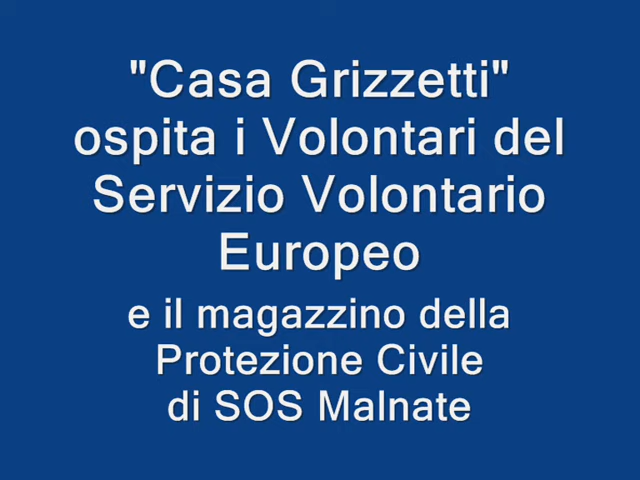 "Casa Grizzetti"
ospita i Volontari del
Servizio Volontario
Europeo
e il magazzino della
Protezione Civile
di SOS Malnate